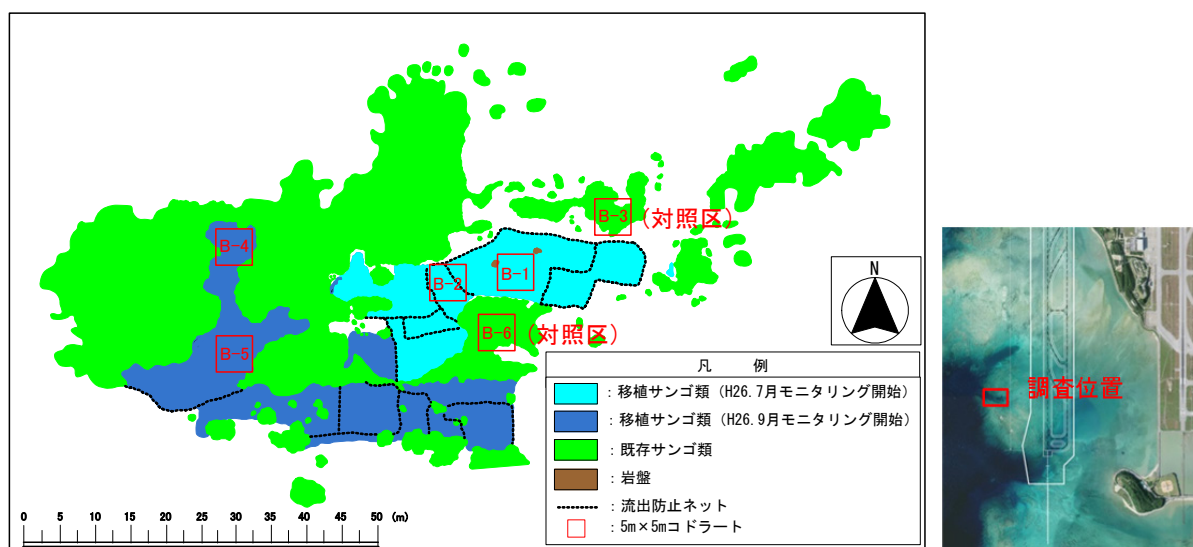 B-3 (対照区)
B-4
B-1
B-2
B-6 (対照区)
B-5
N
凡 例
：移植サンゴ類（H26.7月モニタリング開始）
：移植サンゴ類（H26.9月モニタリング開始）
：既存サンゴ類
：岩盤
：流出防止ネット
：5m×5mコドラート
0 5 10 15 20 25 30 35 40 45 50 (m)
調査位置